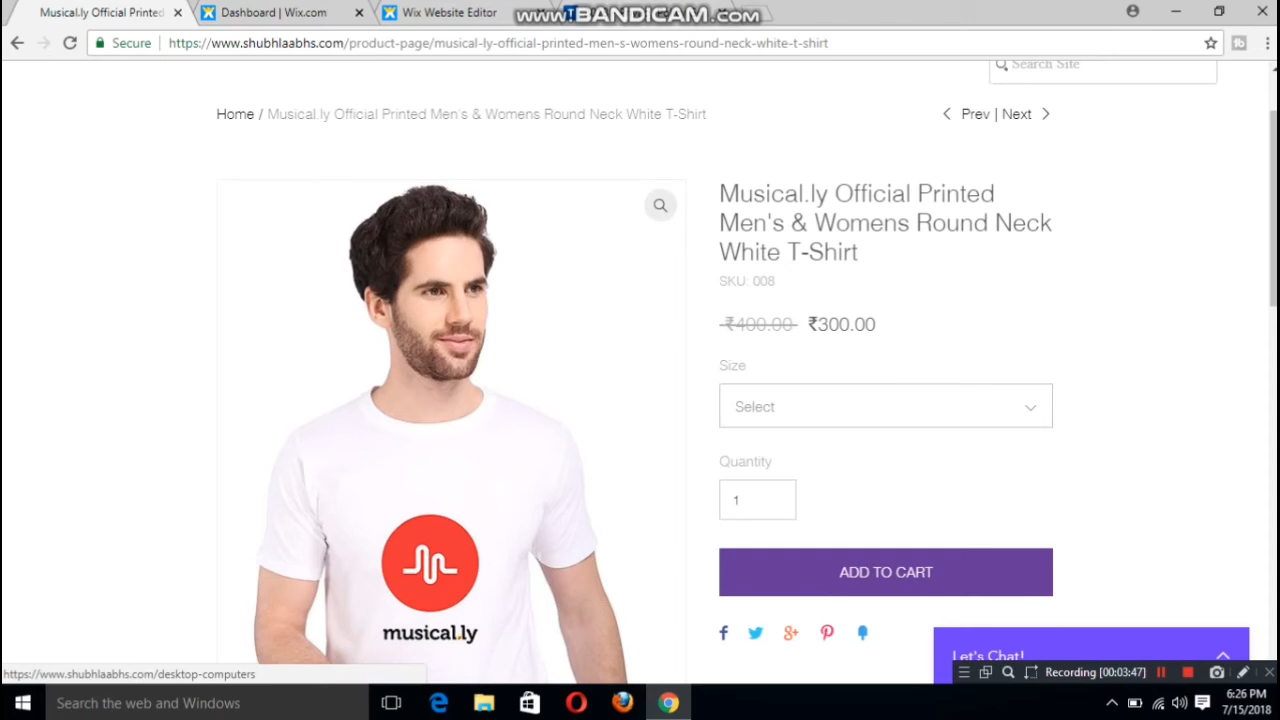 Musical.ly Official Printed
Dashboard | Wix.com
Wix Website Editor
www.BANDICAM.com
Secure
https://www.shubhlaabhs.com/product-page/musical-ly-official-printed-men-s-womens-round-neck-white-t-shirt
Search Site
Home / Musical.ly Official Printed Men's & Womens Round Neck White T-Shirt
Prev | Next
Musical.ly Official Printed
Men's & Womens Round Neck
White T-Shirt
SKU: 008
₹400.00 ₹300.00
Size
Select
Quantity
1
musical.ly
ADD TO CART
Let's Chat!
https://www.shubhlaabhs.com/desktop-computers
Recording [00:03:47]
Search the web and Windows
6:26 PM
7/15/2018